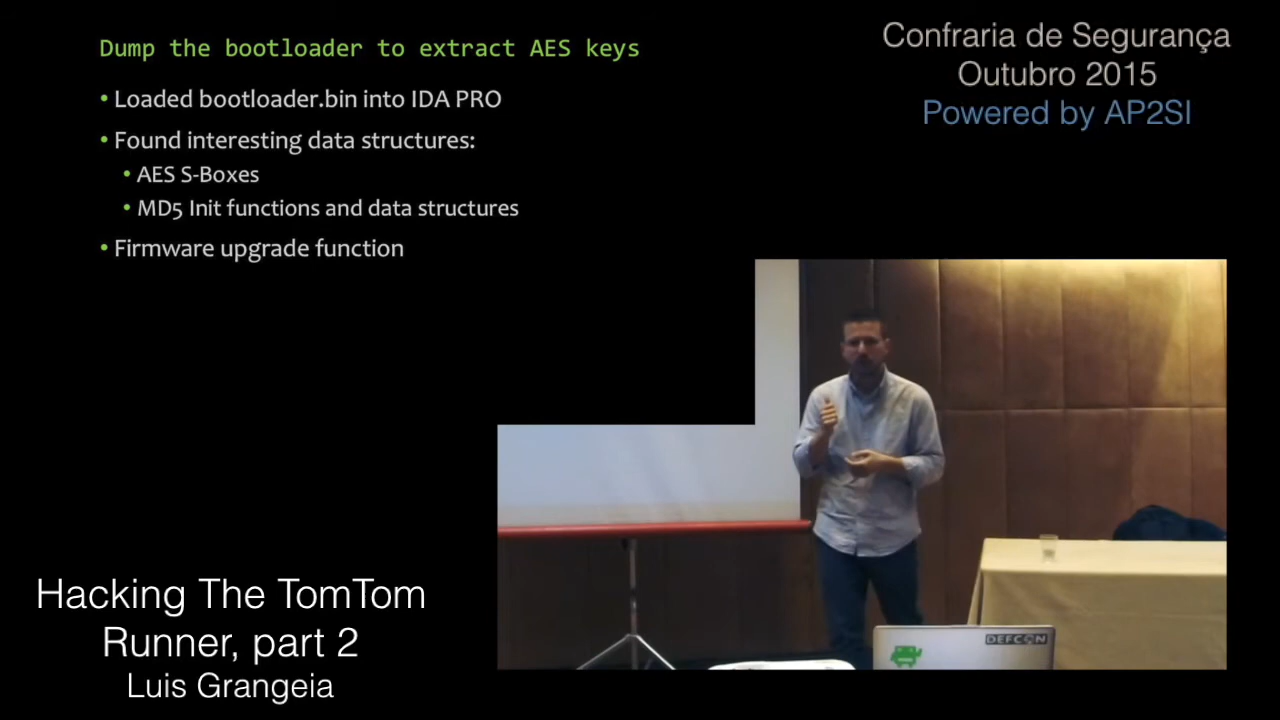 Dump the bootloader to extract AES keys
• Loaded bootloader.bin into IDA PRO
• Found interesting data structures:
• AES S-Boxes
• MD5 Init functions and data structures
• Firmware upgrade function
Confraria de Segurança
Outubro 2015
Powered by AP2SI
Hacking The TomTom
Runner, part 2
Luis Grangeia
DEFCON